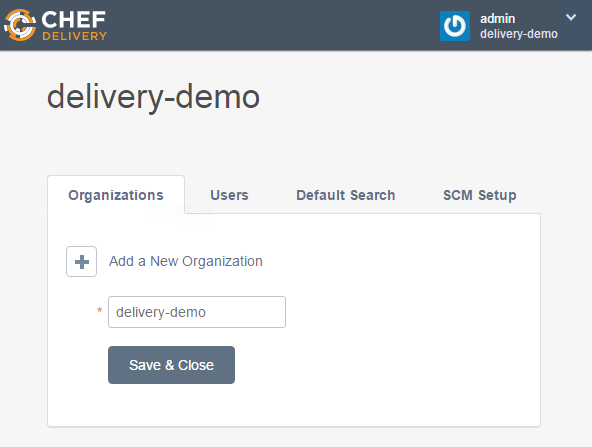 CHEF
DELIVERY
admin
delivery-demo
delivery-demo
Organizations Users Default Search SCM Setup
Add a New Organization
* delivery-demo
Save & Close